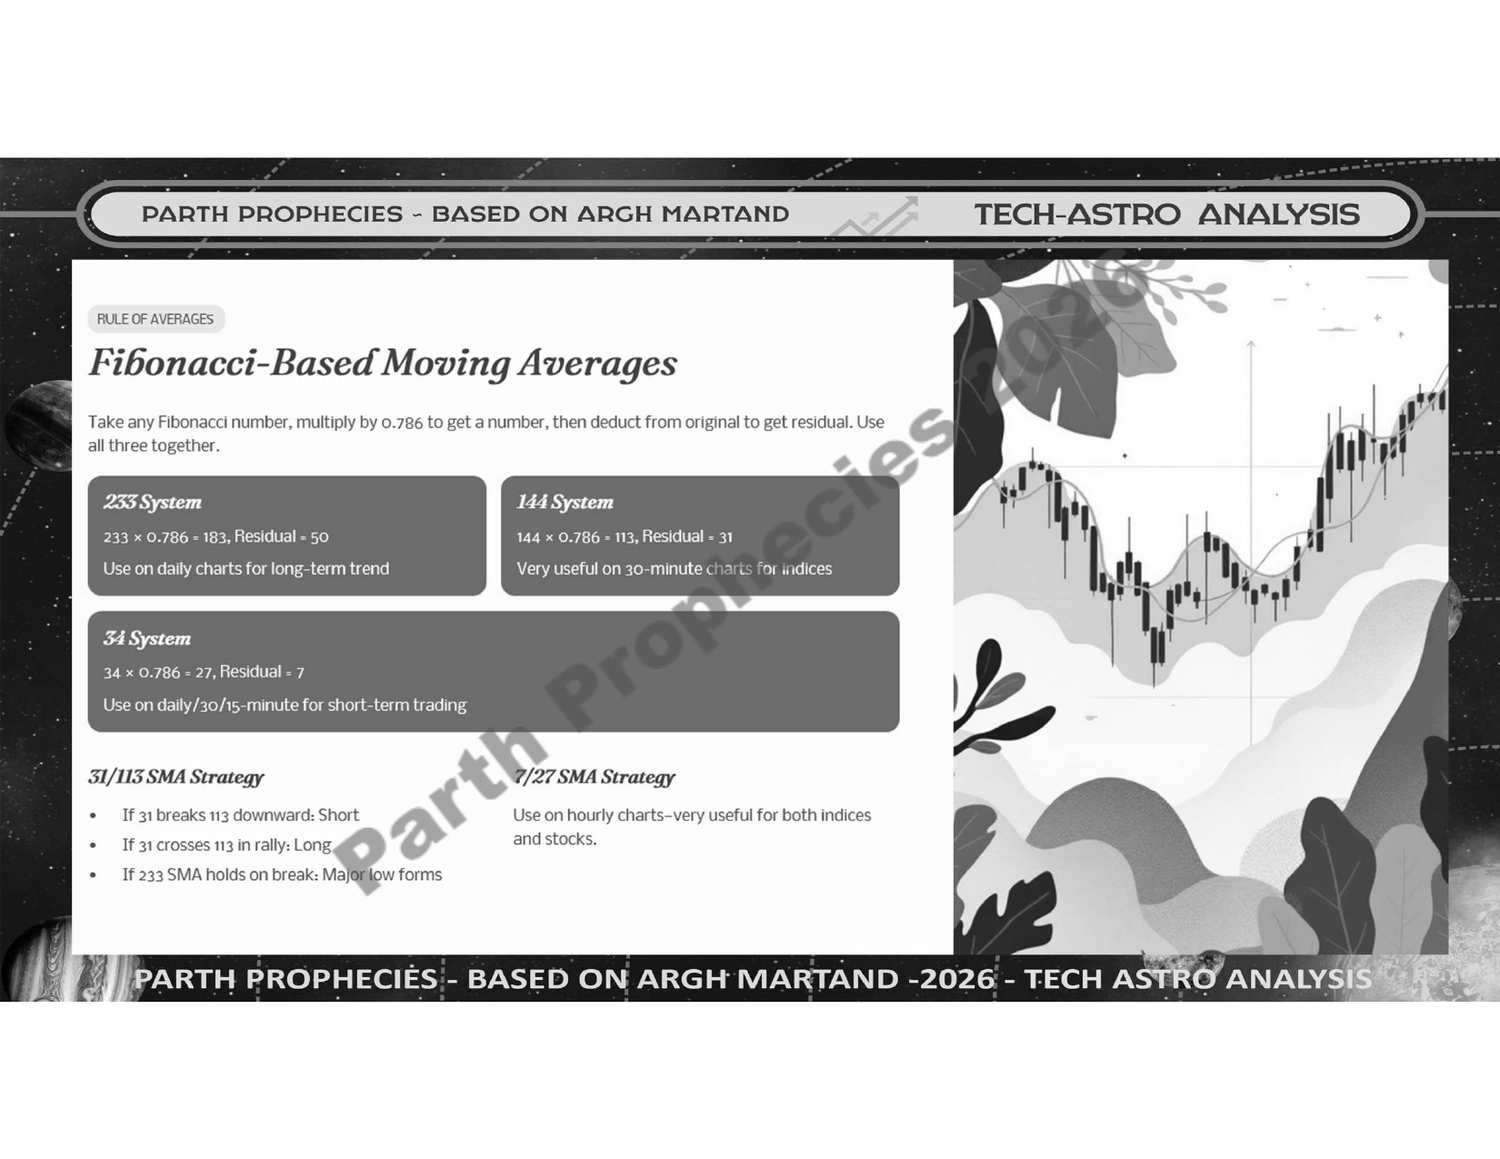 PARTH PROPHECIES ~ BASED ON ARGH MARTAND
TECH-ASTRO ANALYSIS
RULE OF AVERAGES
Fibonacci-Based Moving Averages
Take any Fibonacci number, multiply by 0.786 to get a number, then deduct from original to get residual. Use
all three together.
233 System
233 × 0.786 = 183, Residual = 50
Use on daily charts for long-term trend
144 System
144 × 0.786 = 113, Residual = 31
Very useful on 30-minute charts for indices
34 System
34 × 0.786 = 27, Residual = 7
Use on daily/30/15-minute for short-term trading
31/113 SMA Strategy
• If 31 breaks 113 downward: Short
• If 31 crosses 113 in rally: Long
• If 233 SMA holds on break: Major low forms
7/27 SMA Strategy
Use on hourly charts—very useful for both indices
and stocks.
Parth Prophecies 2026
PARTH PROPHECIES - BASED ON ARGH MARTAND -2026 - TECH ASTRO ANALYSIS